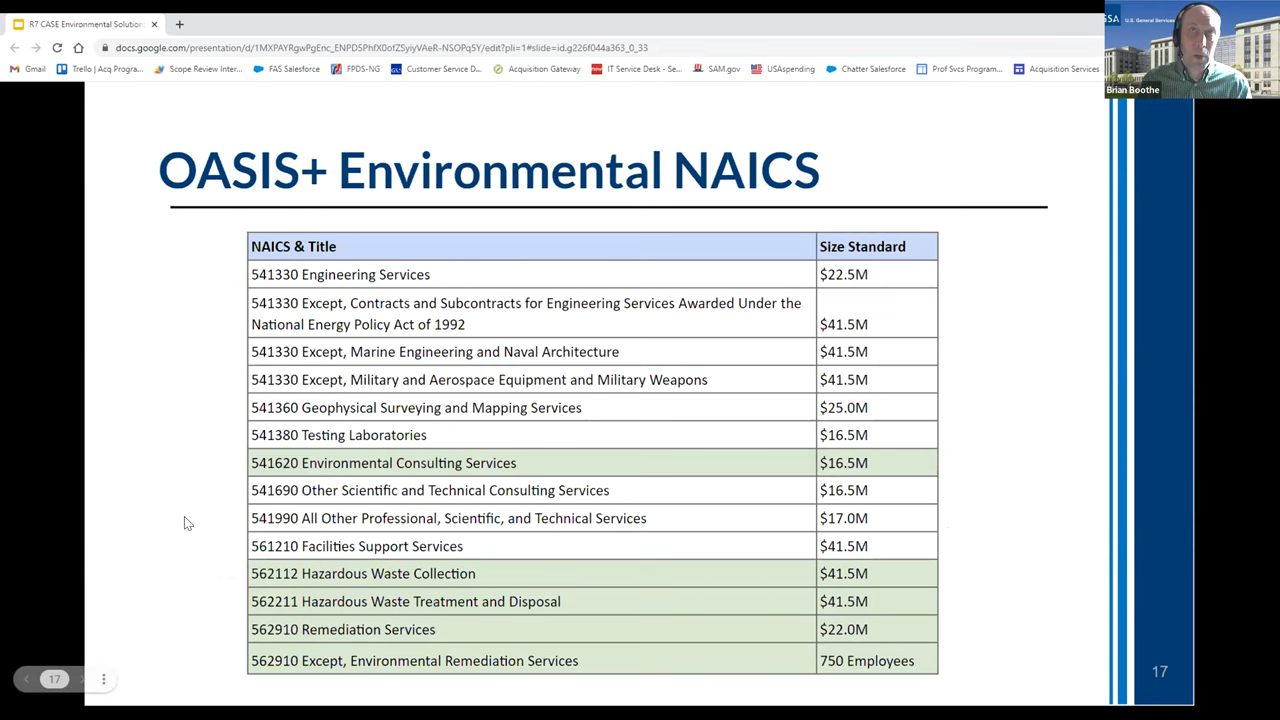 R7 CASE Environmental Solution
docs.google.com/presentation/d/1MXPAYRgwPgEnc_ENPD5PhfX0ofZSyiyVAeR-NSOPq5Y/edit?pli=1#slide=id.g226f044a363_0_33
Gmail
Trello | Acq Progra...
Scope Review Inter...
FAS Salesforce
FPDS-NG
Customer Service D...
Acquisition Gateway
IT Service Desk - Se...
SAM.gov
USAspending
Chatter Salesforce
Prof Svcs Program...
Acquisition Services
GSA
U.S. General Services
Brian Boothe
OASIS+ Environmental NAICS
NAICS & Title Size Standard
541330 Engineering Services $22.5M
541330 Except, Contracts and Subcontracts for Engineering Services Awarded Under the
National Energy Policy Act of 1992 $41.5M
541330 Except, Marine Engineering and Naval Architecture $41.5M
541330 Except, Military and Aerospace Equipment and Military Weapons $41.5M
541360 Geophysical Surveying and Mapping Services $25.0M
541380 Testing Laboratories $16.5M
541620 Environmental Consulting Services $16.5M
541690 Other Scientific and Technical Consulting Services $16.5M
541990 All Other Professional, Scientific, and Technical Services $17.0M
561210 Facilities Support Services $41.5M
562112 Hazardous Waste Collection $41.5M
562211 Hazardous Waste Treatment and Disposal $41.5M
562910 Remediation Services $22.0M
562910 Except, Environmental Remediation Services 750 Employees
17
17